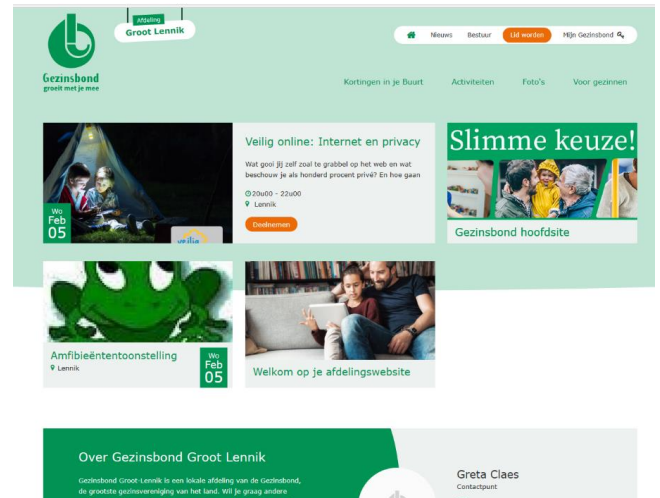 Afdeling
Groot Lennik
Gezinsbond
groeit met je mee
Nieuws
Bestuur
Lid worden
Mijn Gezinsbond
Kortingen in je Buurt
Activiteiten
Foto's
Voor gezinnen
Wo
Feb
05
veilig
Veilig online: Internet en privacy
Wat gooi jij zelf zoal te grabbel op het web en wat
beschouw je als honderd procent privé? En hoe gaan
20u00 - 22u00
Lennik
Deelnemen
Slimme keuze!
Gezinsbond hoofdsite
Amfibieëntentoonstelling
Lennik
Wo
Feb
05
Welkom op je afdelingswebsite
Over Gezinsbond Groot Lennik
Gezinsbond Groot-Lennik is een lokale afdeling van de Gezinsbond,
de grootste gezinsvereniging van het land. Wil je graag andere
Greta Claes
Contactpunt